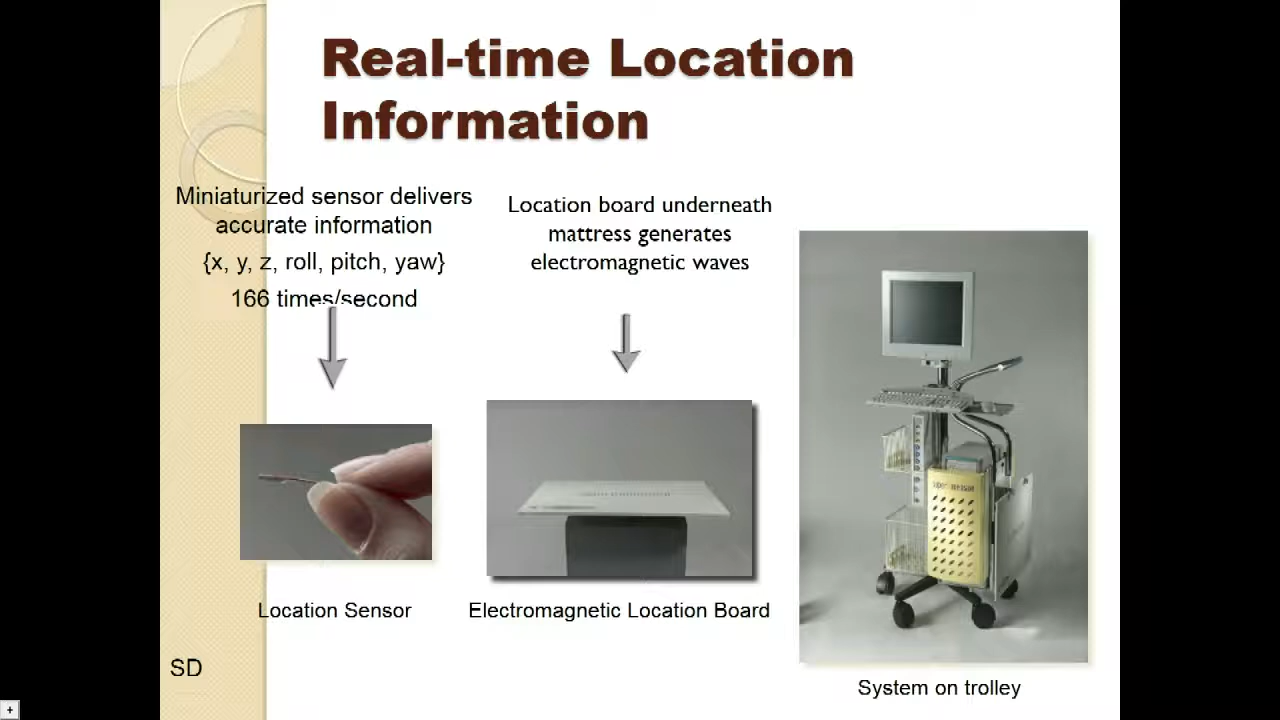 Real-time Location
Information
Miniaturized sensor delivers
accurate information
{x, y, z, roll, pitch, yaw}
166 times/second
Location board underneath
mattress generates
electromagnetic waves
Location Sensor
Electromagnetic Location Board
System on trolley
SD
+